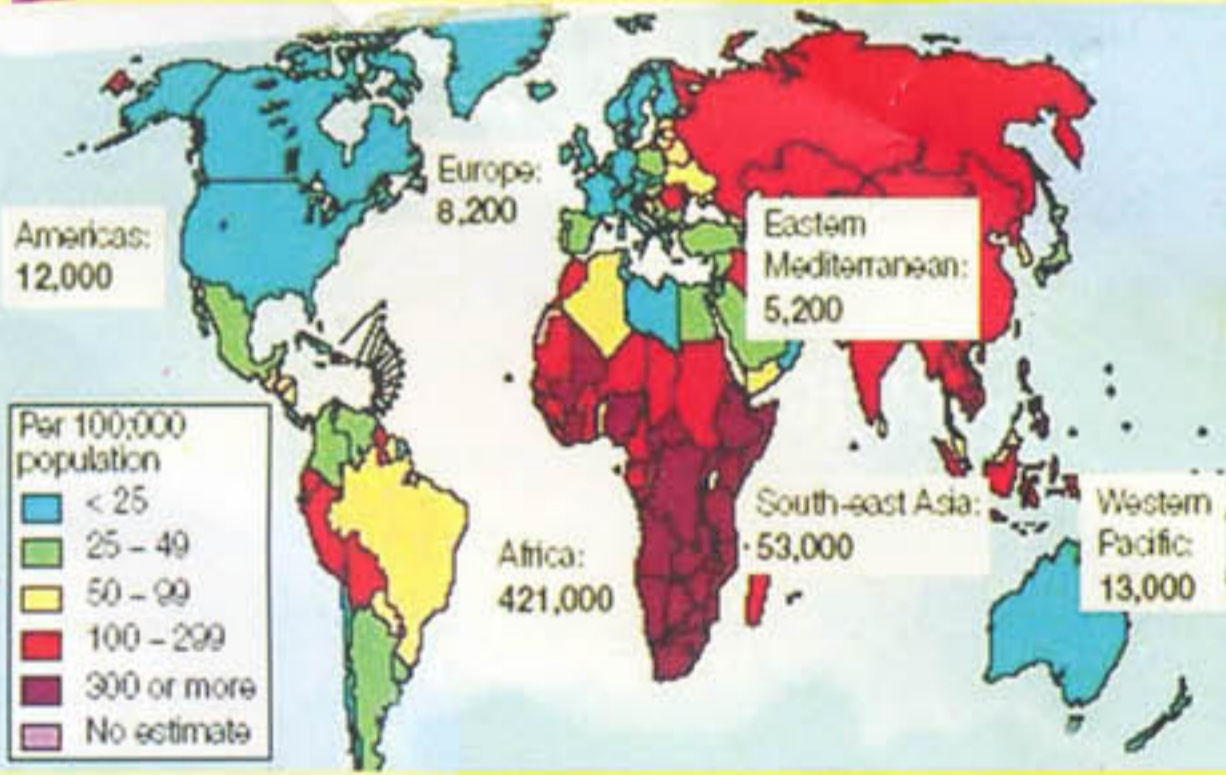 Americas:
12,000
Europe:
8,200
Eastern
Mediterranean:
5,200
Per 100,000
population
< 25
25 – 49
50 – 99
100 – 299
300 or more
No estimate
Africa:
421,000
South-east Asia:
53,000
Western
Pacific:
13,000